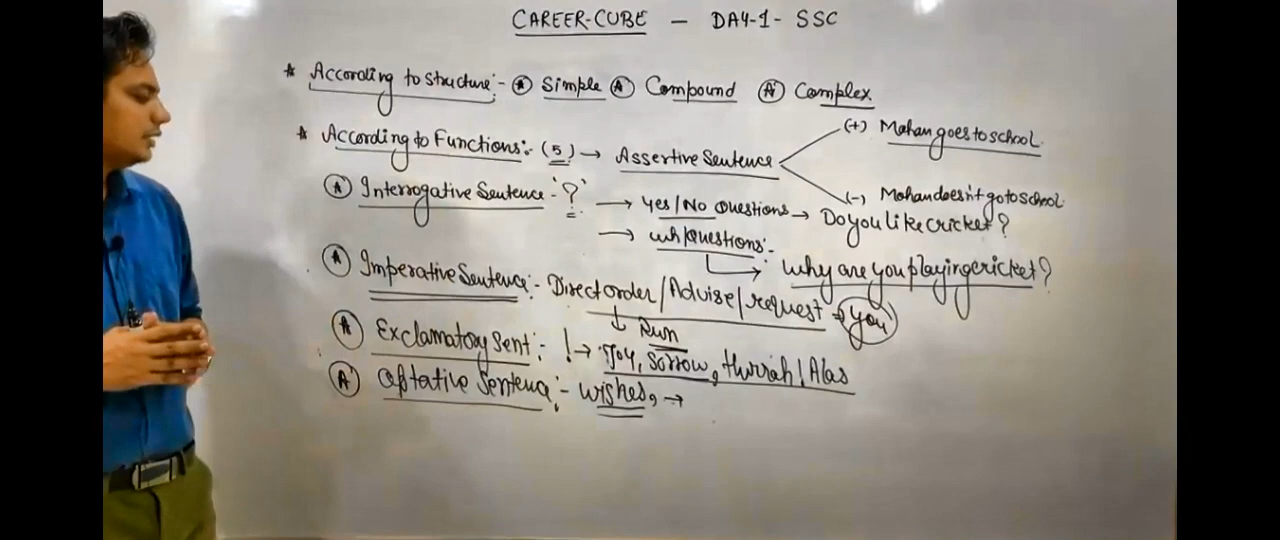 CAREER-CUBE - DAY-1- SSC
* According to structure:- Ⓐ Simple Ⓐ Compound Ⓐ Complex
* According to Functions:- (5) → Assertive Sentence (+) Mohan goes to school.
(-) Mohan doesn't go to school.
Ⓐ Interrogative Sentence - '?' → Yes/No Questions → Do you like cricket?
→ wh/Questions:- Why are you playing cricket?
Ⓐ Imperative Sentence:- Direct order/Advise/request → you
↓ Run
Ⓐ Exclamatory Sent:- ! → Joy, Sorrow, Hurrah! Alas
Ⓐ Optative Sentence:- wishes, →